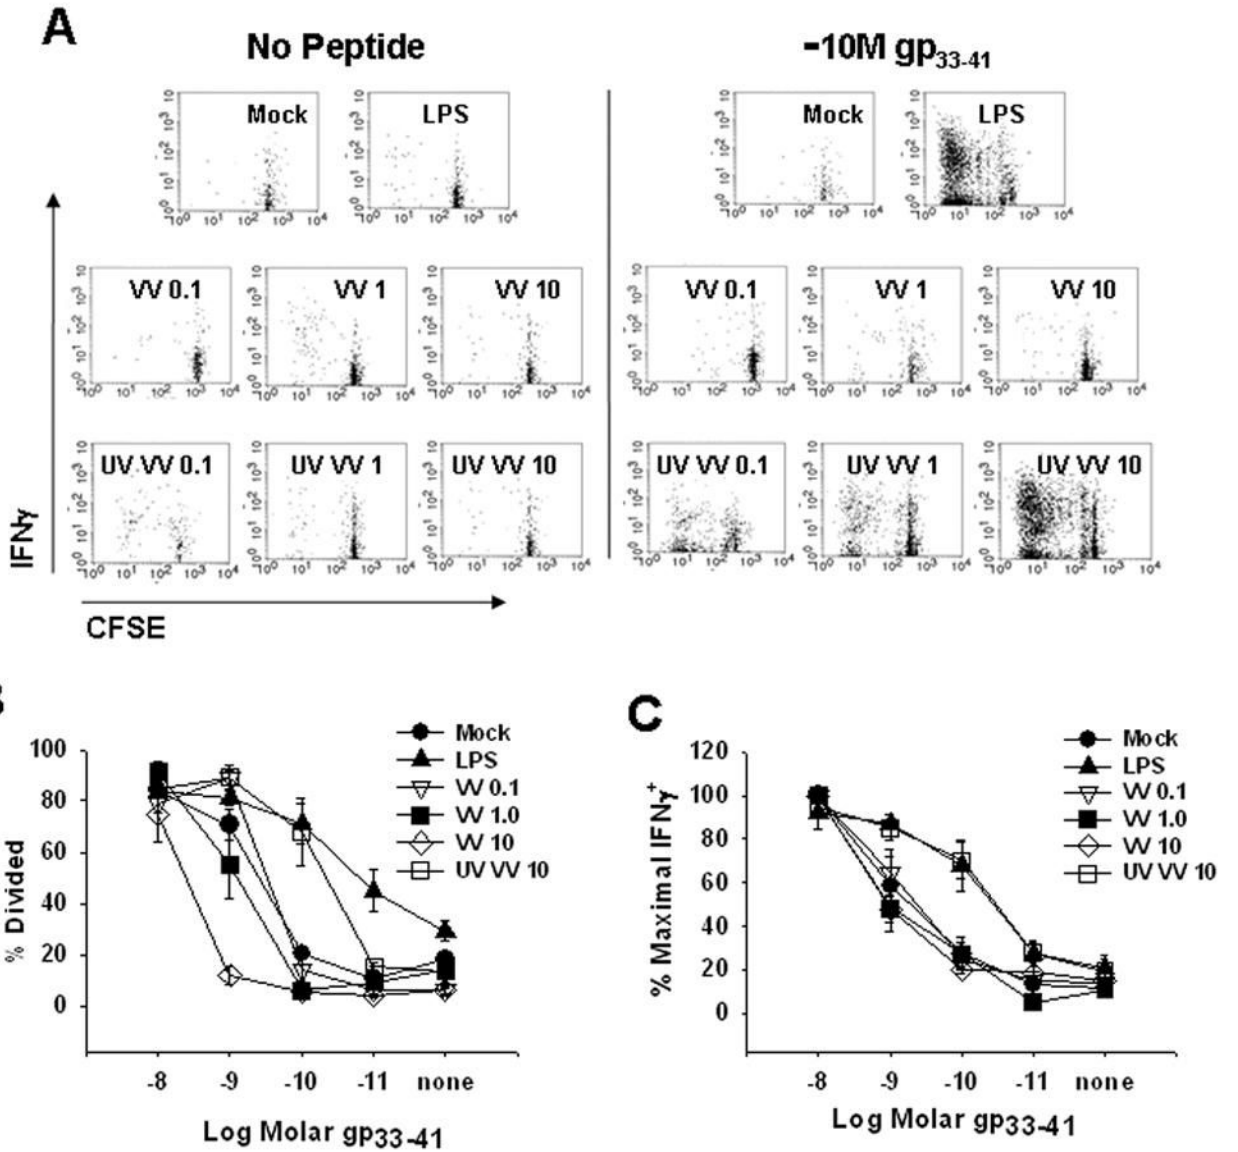 A
No Peptide
-10M gp33-41
Mock
LPS
Mock
LPS
VV 0.1
VV 1
VV 10
VV 0.1
VV 1
VV 10
UV VV 0.1
UV VV 1
UV VV 10
UV VV 0.1
UV VV 1
UV VV 10
IFNγ
CFSE
B
Mock
LPS
VV 0.1
VV 1.0
VV 10
UV VV 10
100
80
60
40
20
0
% Divided
-8 -9 -10 -11 none
Log Molar gp33-41
C
Mock
LPS
VV 0.1
VV 1.0
VV 10
UV VV 10
120
100
80
60
40
20
0
% Maximal IFNγ+
-8 -9 -10 -11 none
Log Molar gp33-41